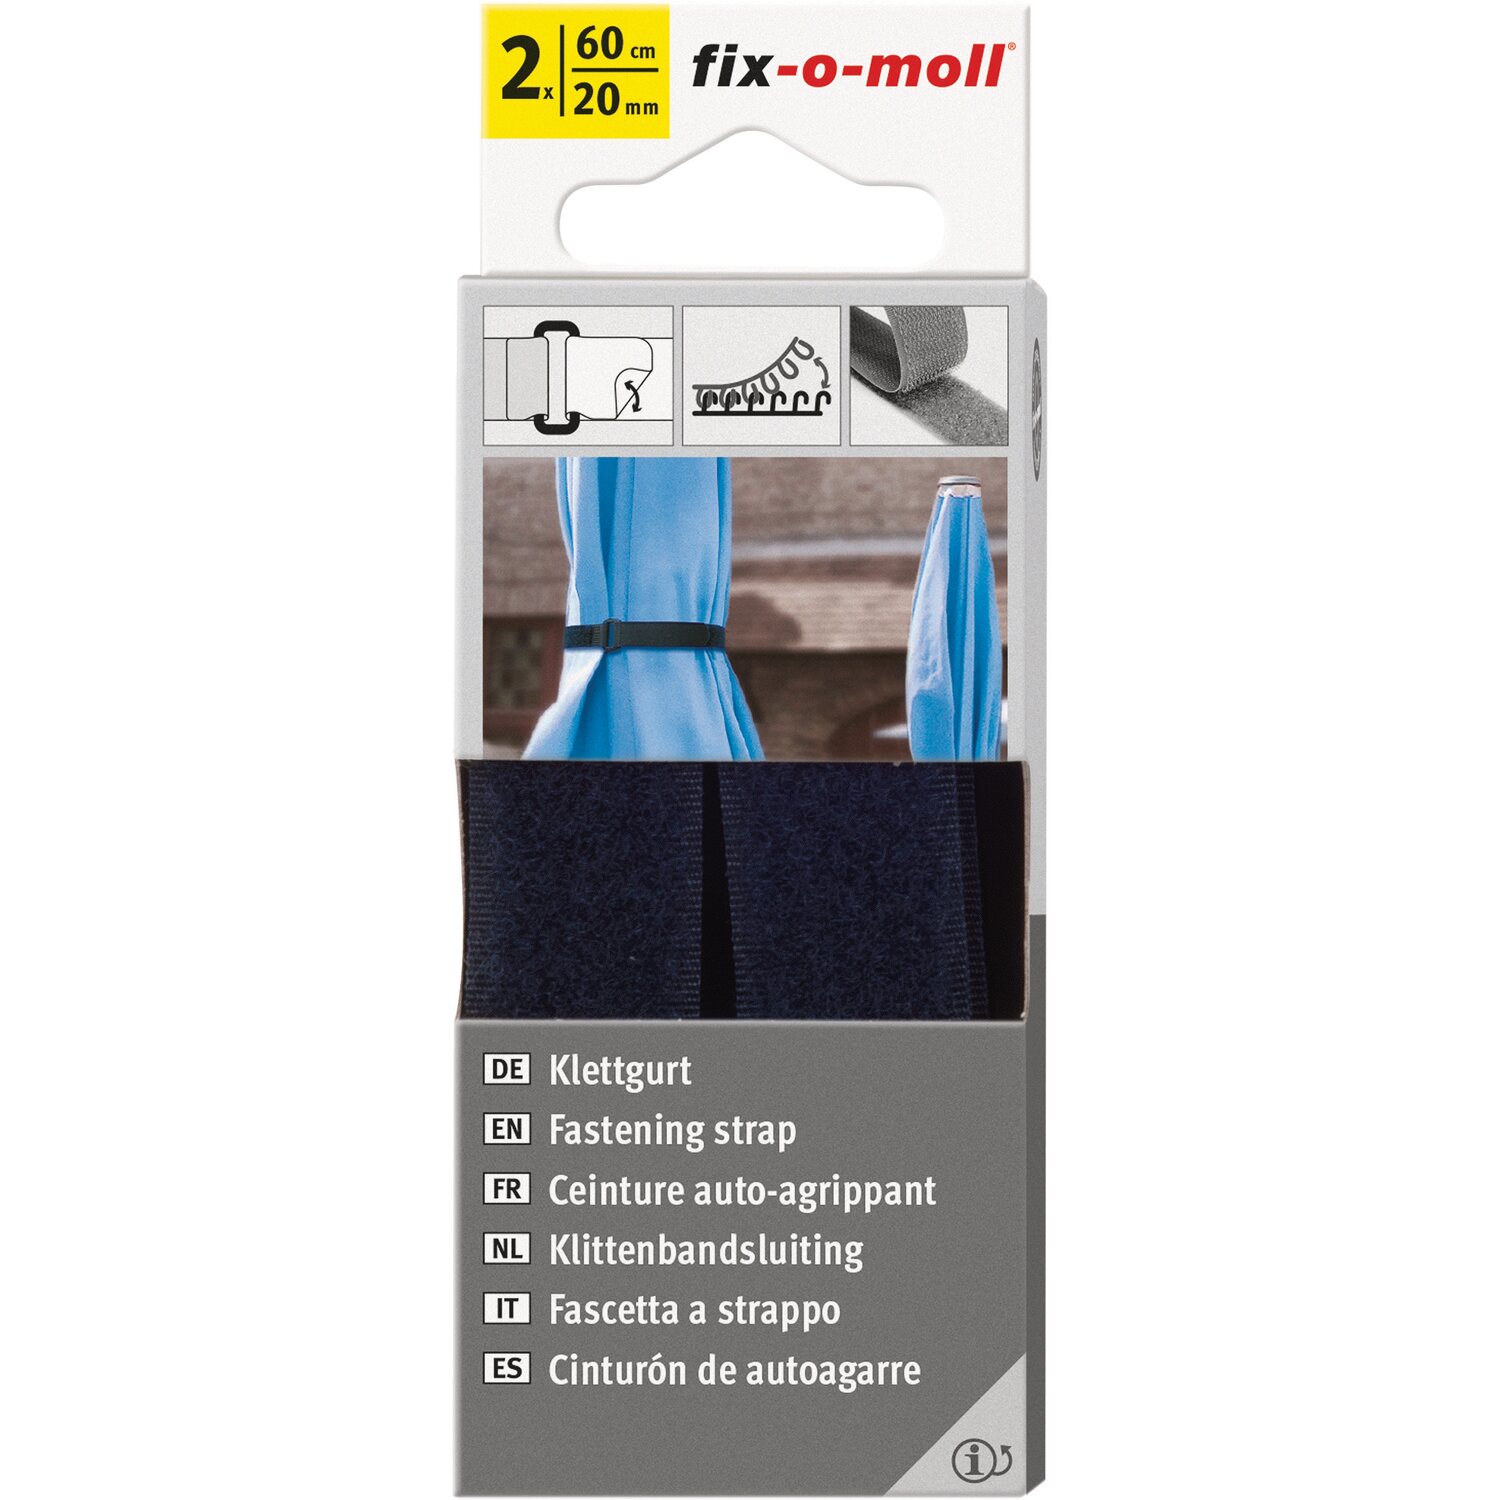 2x 60 cm
20 mm
fix-o-moll®
DE Klettgurt
EN Fastening strap
FR Ceinture auto-agrippant
NL Klittenbandsluiting
IT Fascetta a strappo
ES Cinturón de autoagarre
i